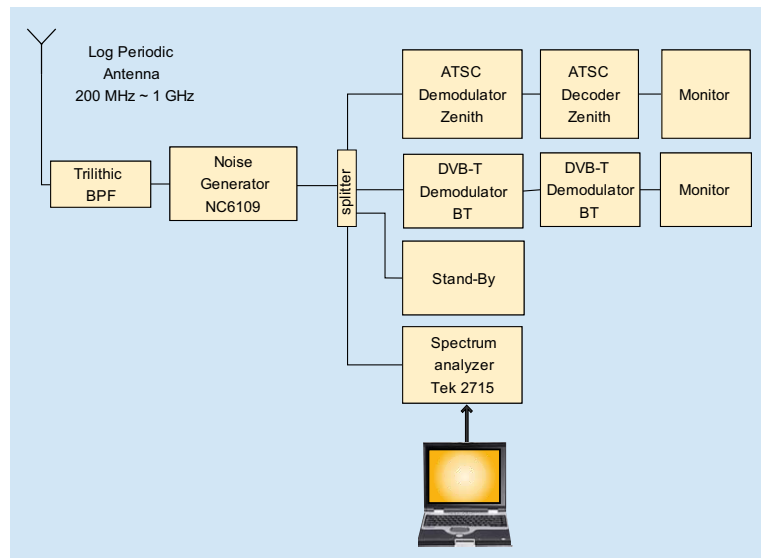 Log Periodic
Antenna
200 MHz ~ 1 GHz
Trilithic
BPF
Noise
Generator
NC6109
splitter
ATSC
Demodulator
Zenith
ATSC
Decoder
Zenith
Monitor
DVB-T
Demodulator
BT
DVB-T
Demodulator
BT
Monitor
Stand-By
Spectrum
analyzer
Tek 2715